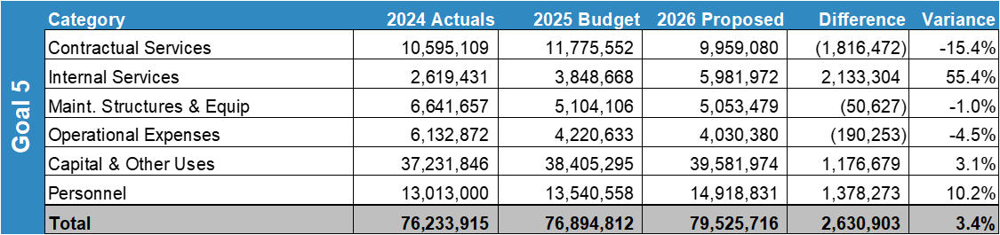 Goal 5
Category 2024 Actuals 2025 Budget 2026 Proposed Difference Variance
Contractual Services 10,595,109 11,775,552 9,959,080 (1,816,472) -15.4%
Internal Services 2,619,431 3,848,668 5,981,972 2,133,304 55.4%
Maint. Structures & Equip 6,641,657 5,104,106 5,053,479 (50,627) -1.0%
Operational Expenses 6,132,872 4,220,633 4,030,380 (190,253) -4.5%
Capital & Other Uses 37,231,846 38,405,295 39,581,974 1,176,679 3.1%
Personnel 13,013,000 13,540,558 14,918,831 1,378,273 10.2%
Total 76,233,915 76,894,812 79,525,716 2,630,903 3.4%